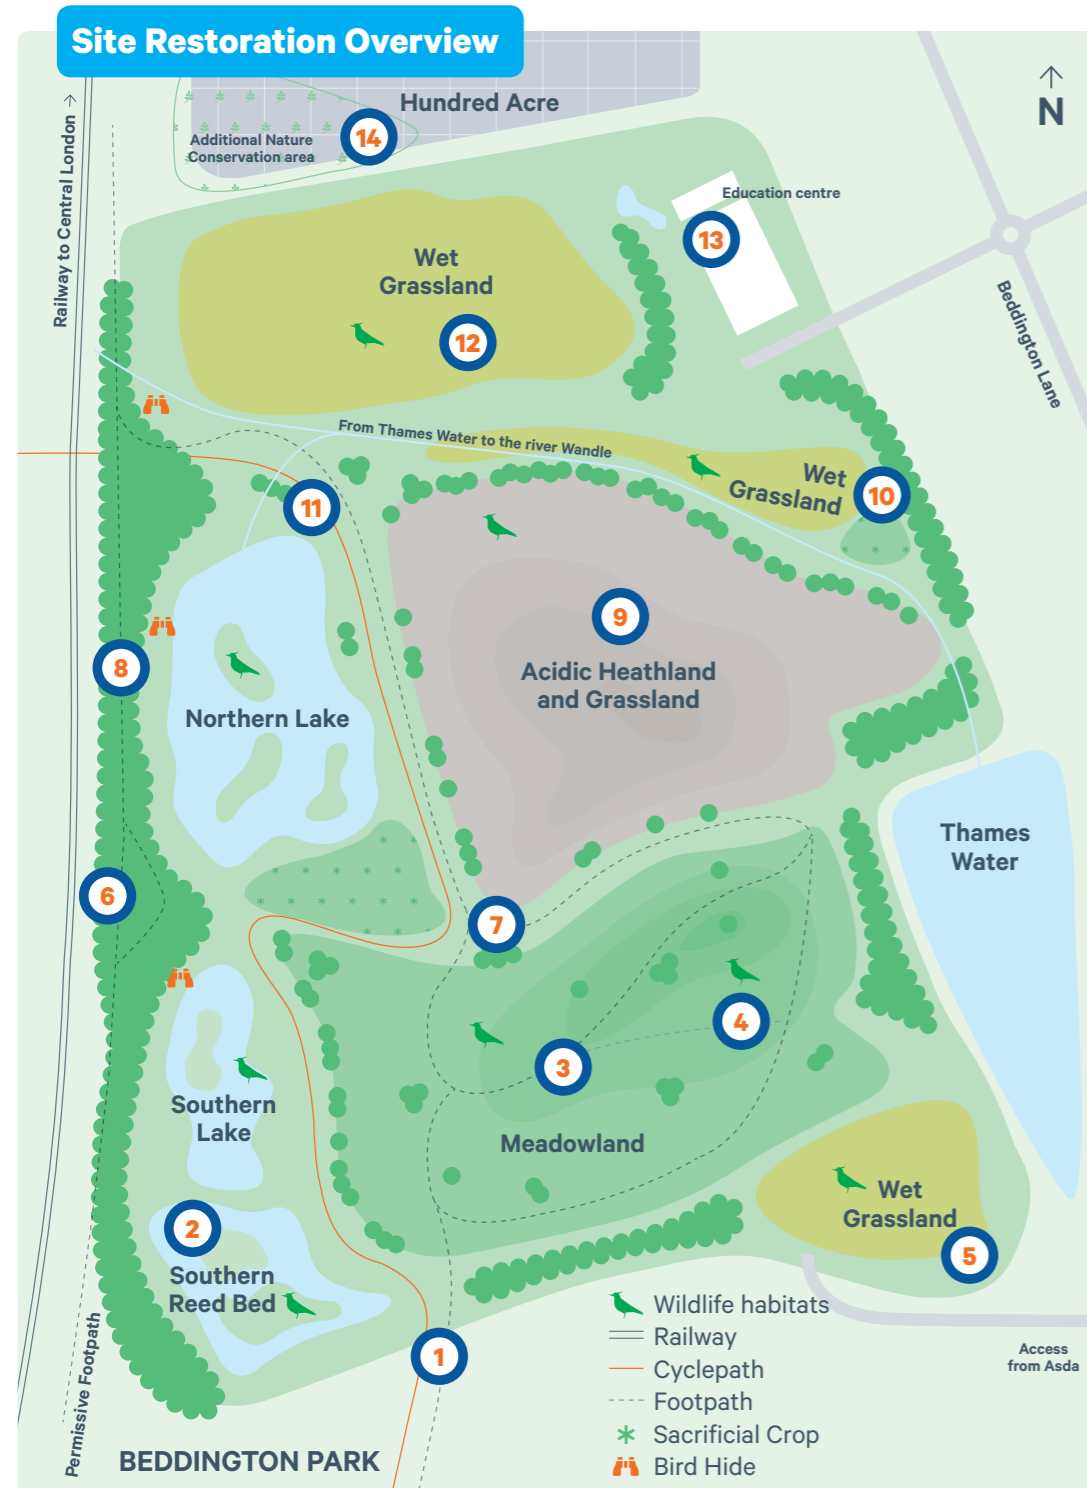 Site Restoration Overview
Railway to Central London →
Hundred Acre
14
Additional Nature
Conservation area
N
Education centre
13
Beddington Lane
Wet
Grassland
12
From Thames Water to the river Wandle
Wet
Grassland
10
11
9
Acidic Heathland
and Grassland
8
Northern Lake
Thames
Water
6
7
4
3
Southern
Lake
Meadowland
2
Southern
Reed Bed
Wet
Grassland
5
1
Permissive Footpath
BEDDINGTON PARK
Wildlife habitats
Railway
Cyclepath
Footpath
Sacrificial Crop
Bird Hide
Access
from Asda